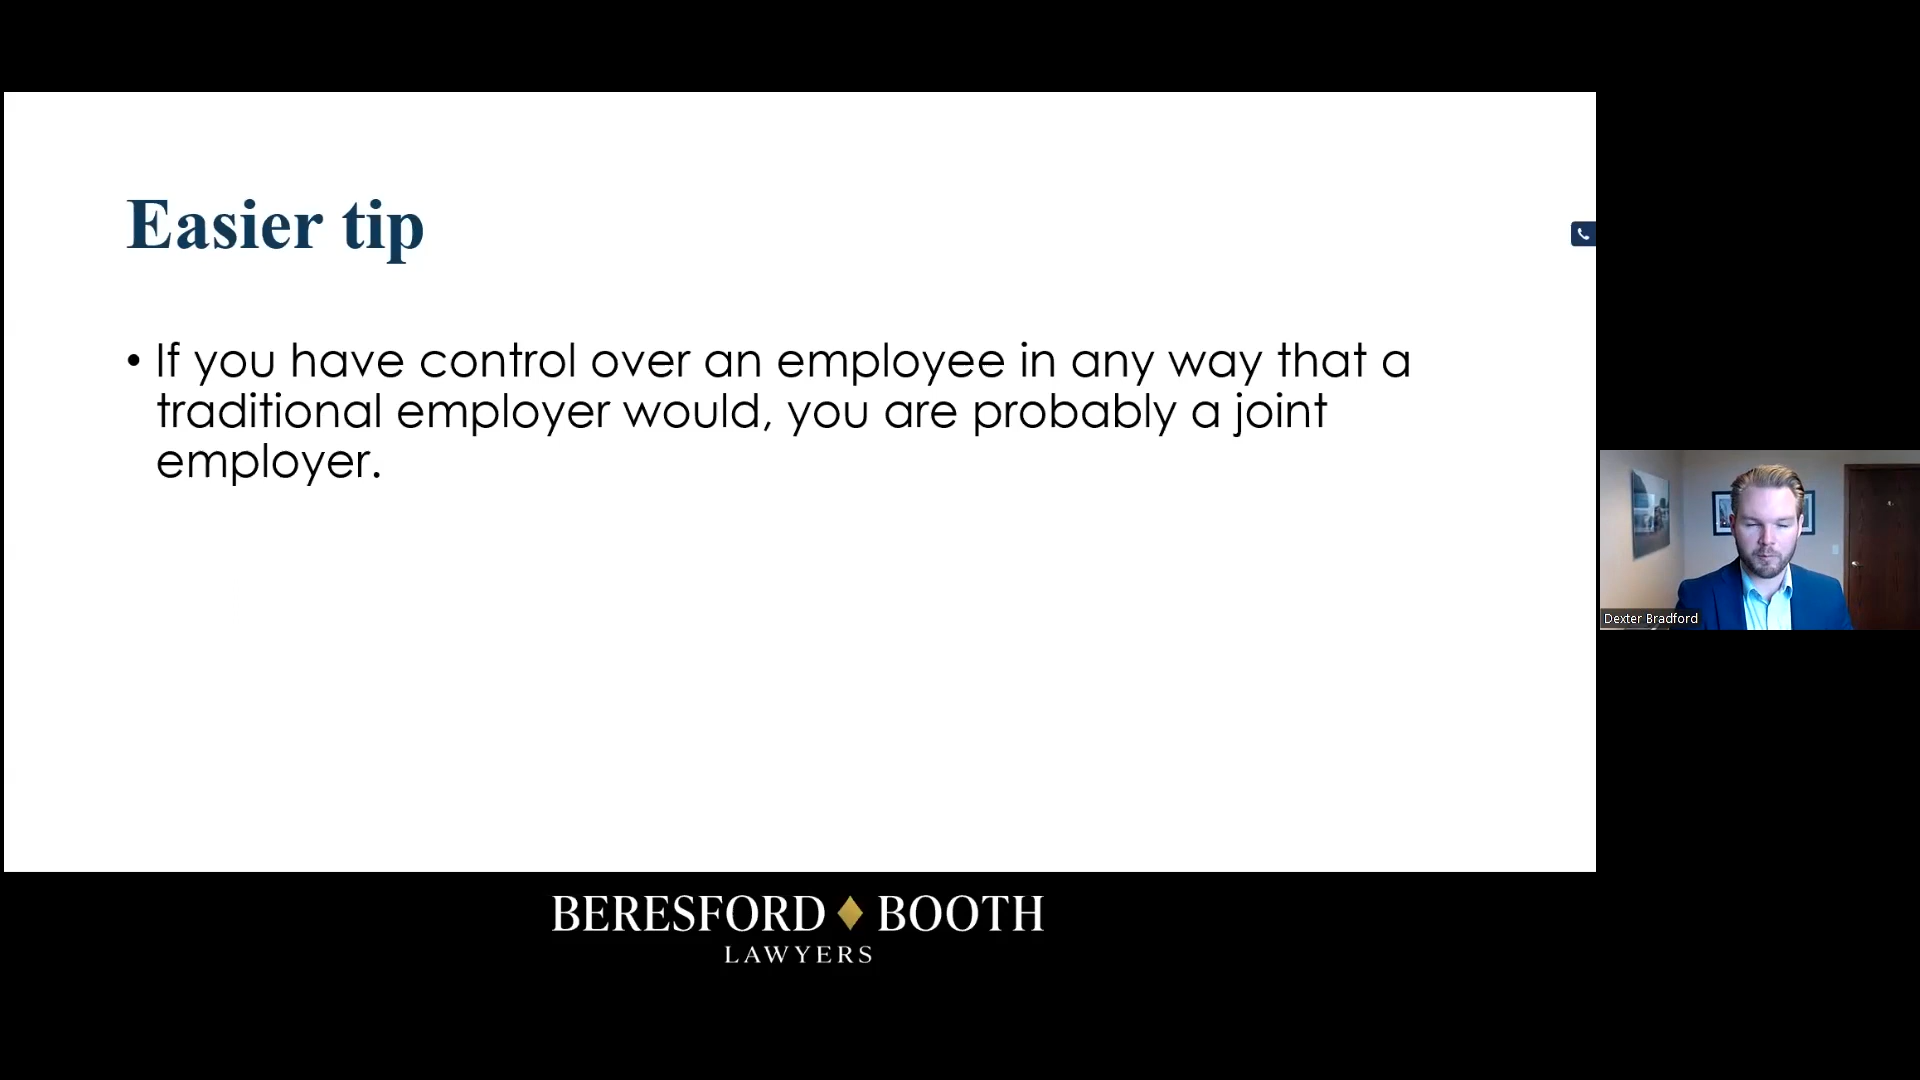 Easier tip
• If you have control over an employee in any way that a
traditional employer would, you are probably a joint
employer.
Dexter Bradford
BERESFORD BOOTH
LAWYERS